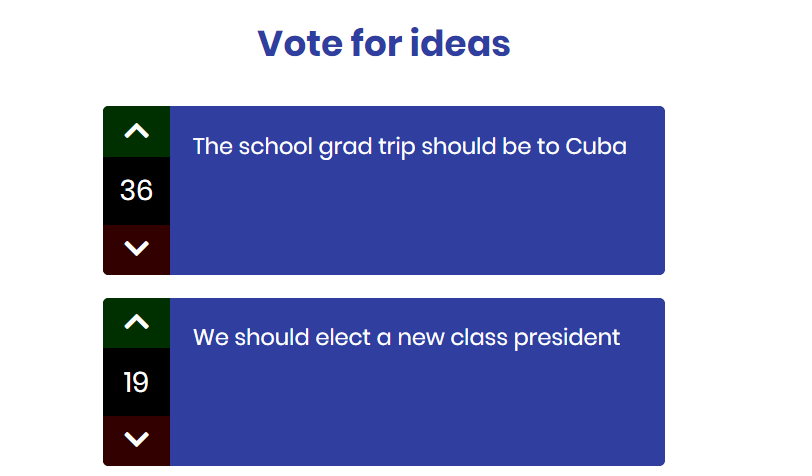 Vote for ideas
The school grad trip should be to Cuba
36
We should elect a new class president
19